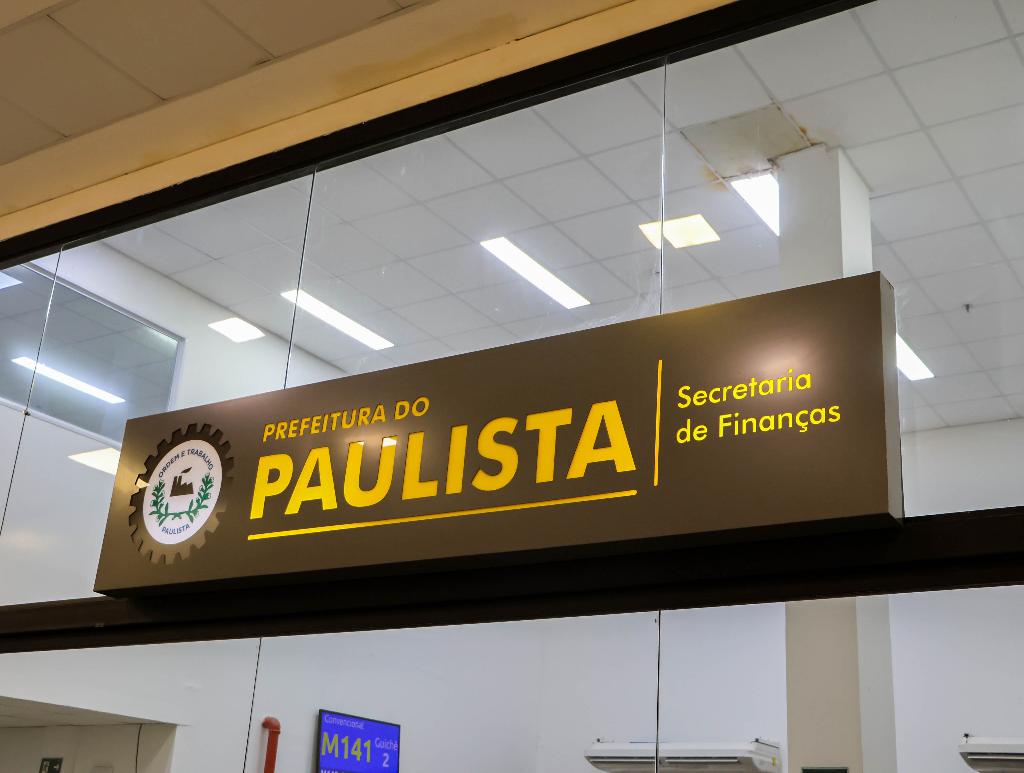 ORDEM E TRABALHO
PAULISTA
PREFEITURA DO
PAULISTA
Secretaria
de Finanças
Convencional
M141
Guichê
2